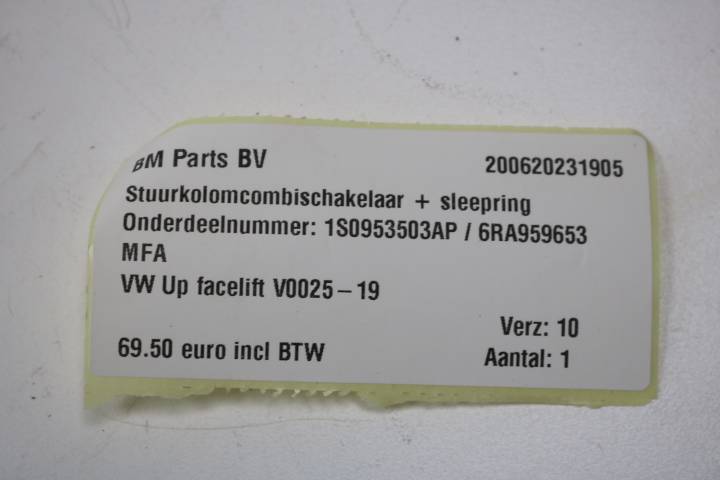 BM Parts BV 200620231905
Stuurkolomcombischakelaar + sleepring
Onderdeelnummer: 1S0953503AP / 6RA959653
MFA
VW Up facelift V0025-19
Verz: 10
69.50 euro incl BTW Aantal: 1